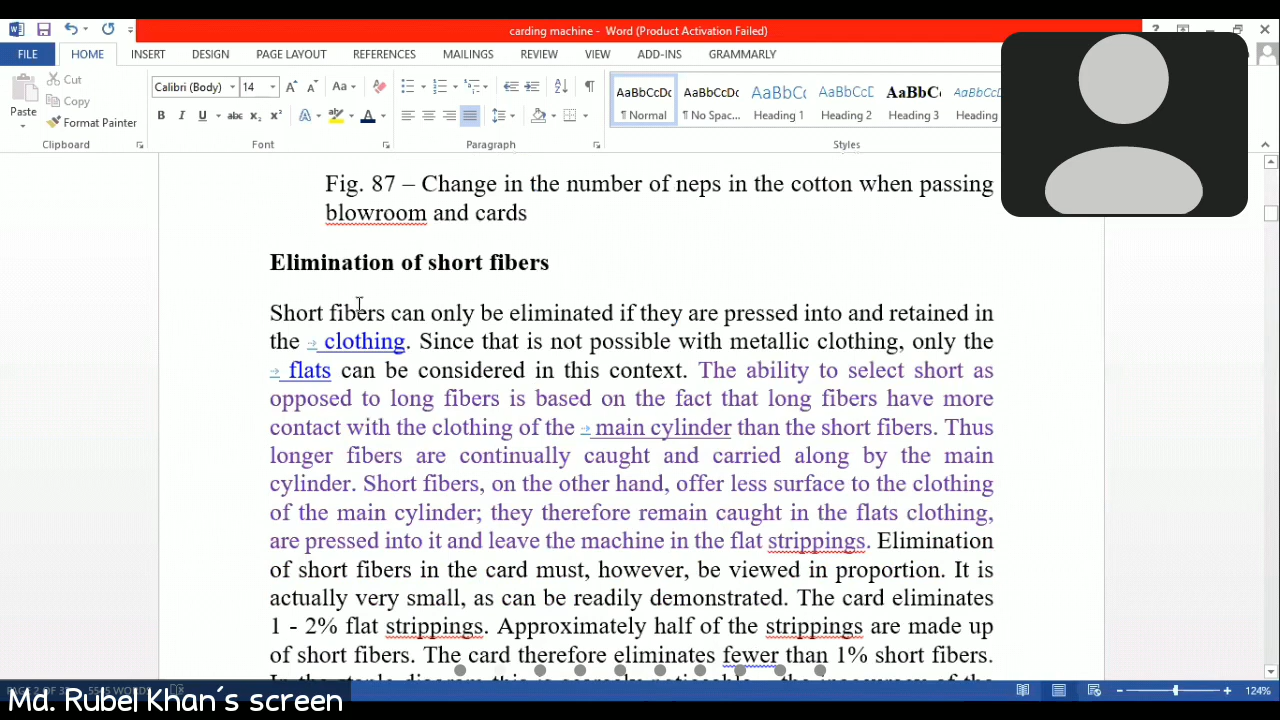 carding machine - Word (Product Activation Failed)
FILE HOME INSERT DESIGN PAGE LAYOUT REFERENCES MAILINGS REVIEW VIEW ADD-INS GRAMMARLY
Paste
Cut
Copy
Format Painter
Calibri (Body) 14
AaBbCcDc AaBbCcDc AaBbCc AaBbCcD AaBbCc AaBbCcD
¶ Normal ¶ No Spac... Heading 1 Heading 2 Heading 3 Heading
Clipboard Font Paragraph Styles
Fig. 87 – Change in the number of neps in the cotton when passing
blowroom and cards
Elimination of short fibers
Short fibers can only be eliminated if they are pressed into and retained in
the → clothing. Since that is not possible with metallic clothing, only the
→ flats can be considered in this context. The ability to select short as
opposed to long fibers is based on the fact that long fibers have more
contact with the clothing of the → main cylinder than the short fibers. Thus
longer fibers are continually caught and carried along by the main
cylinder. Short fibers, on the other hand, offer less surface to the clothing
of the main cylinder; they therefore remain caught in the flats clothing,
are pressed into it and leave the machine in the flat strippings. Elimination
of short fibers in the card must, however, be viewed in proportion. It is
actually very small, as can be readily demonstrated. The card eliminates
1 - 2% flat strippings. Approximately half of the strippings are made up
of short fibers. The card therefore eliminates fewer than 1% short fibers.
124%
Md. Rubel Khan's screen